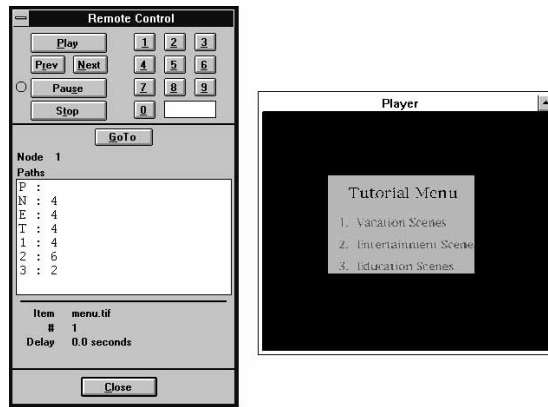 Remote Control
Play
1 2 3
Prev Next
4 5 6
Pause
7 8 9
Stop
0
GoTo
Node 1
Paths
P :
N : 4
E : 4
T : 4
1 : 4
2 : 6
3 : 2
Item menu.tif
# 1
Delay 0.0 seconds
Close
Player
Tutorial Menu
1. Vacation Scenes
2. Entertainment Scene
3. Education Scenes